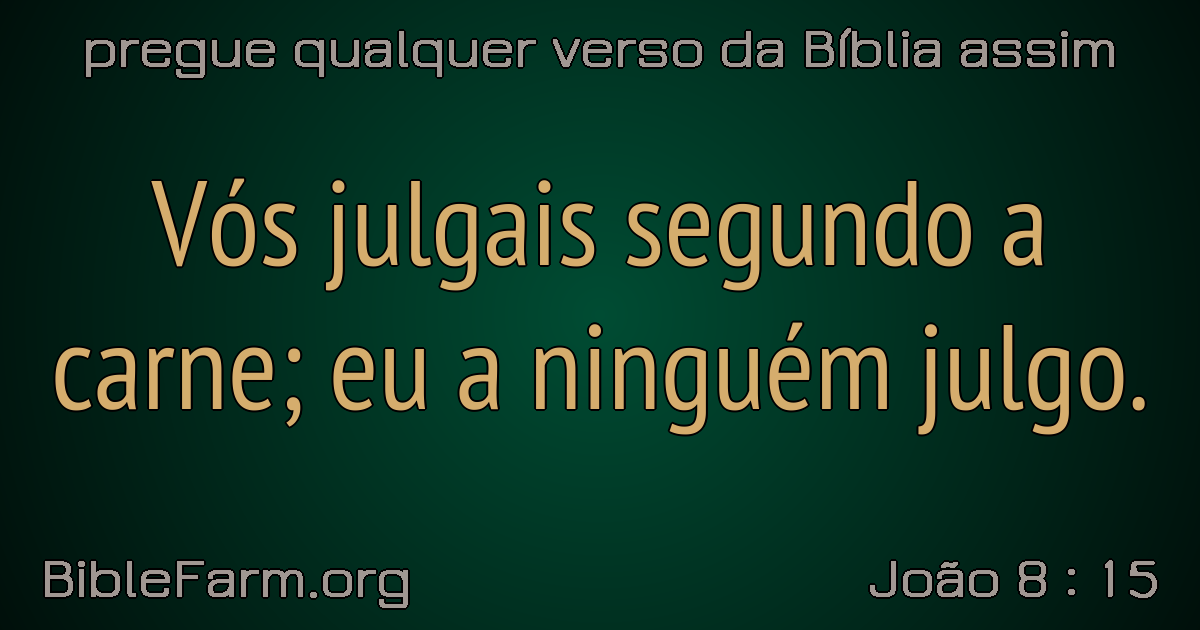 pregue qualquer verso da Bíblia assim
Vós julgais segundo a
carne; eu a ninguém julgo.
BibleFarm.org
João 8 : 15